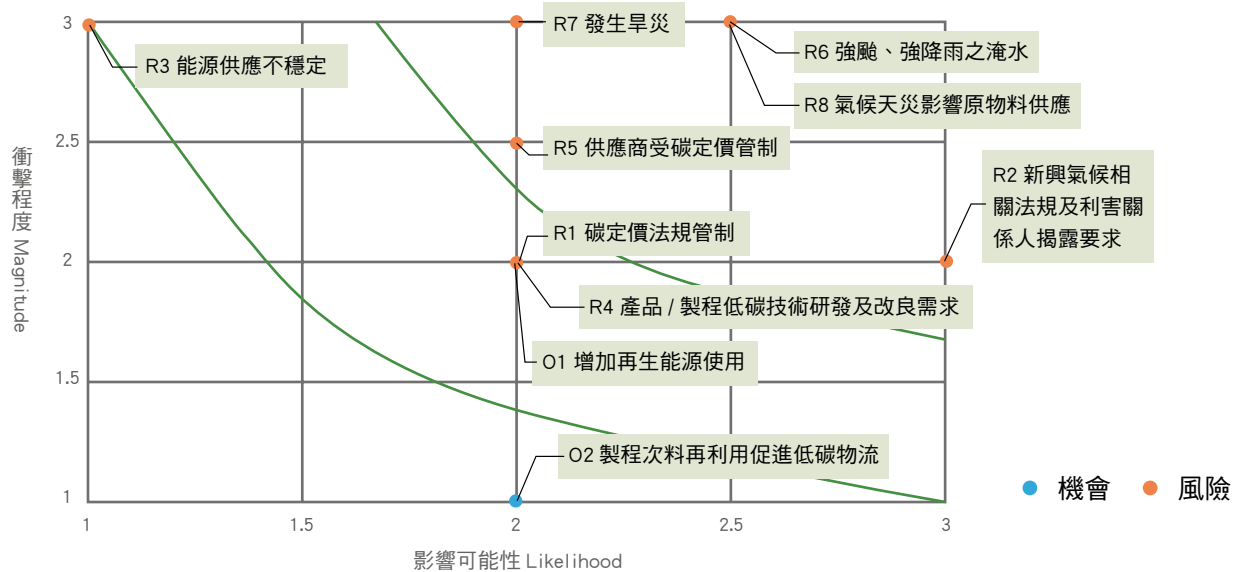 3
R7 發生旱災
R3 能源供應不穩定
R6 強颱、強降雨之淹水
R8 氣候天災影響原物料供應
2.5
R5 供應商受碳定價管制
R2 新興氣候相
關法規及利害關
係人揭露要求
衝擊程度 Magnitude
R1 碳定價法規管制
2
R4 產品 / 製程低碳技術研發及改良需求
O1 增加再生能源使用
1.5
O2 製程次料再利用促進低碳物流
1
機會
風險
1
1.5
2
2.5
3
影響可能性 Likelihood